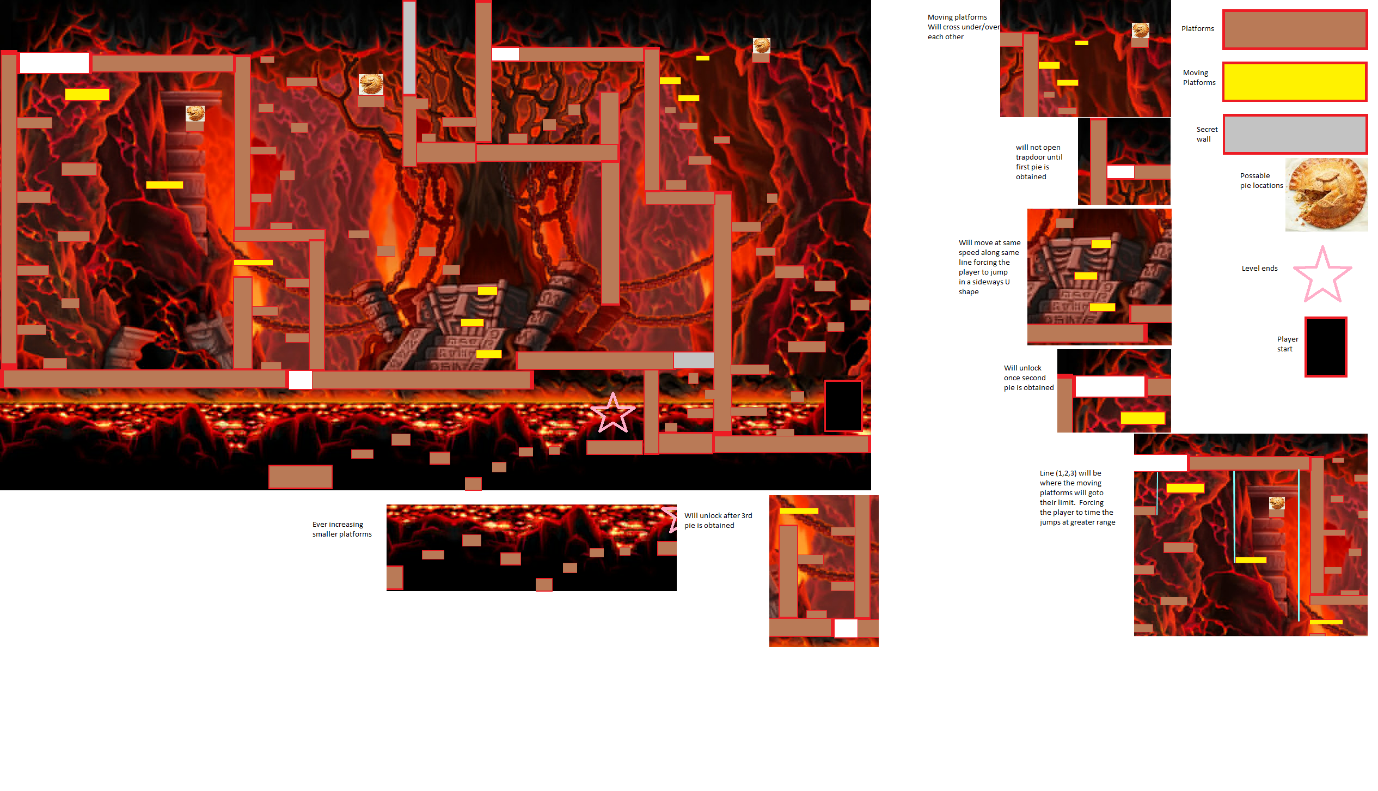 Moving platforms
Will cross under/over
each other
Platforms
Moving
Platforms
Secret
wall
will not open
trapdoor until
first pie is
obtained
Possable
pie locations
Will move at same
speed along same
line forcing the
player to jump
in a sideways U
shape
Level ends
Player
start
Will unlock
once second
pie is obtained
Line (1,2,3) will be
where the moving
platforms will goto
their limit. Forcing
the player to time the
jumps at greater range
Ever increasing
smaller platforms
Will unlock after 3rd
pie is obtained